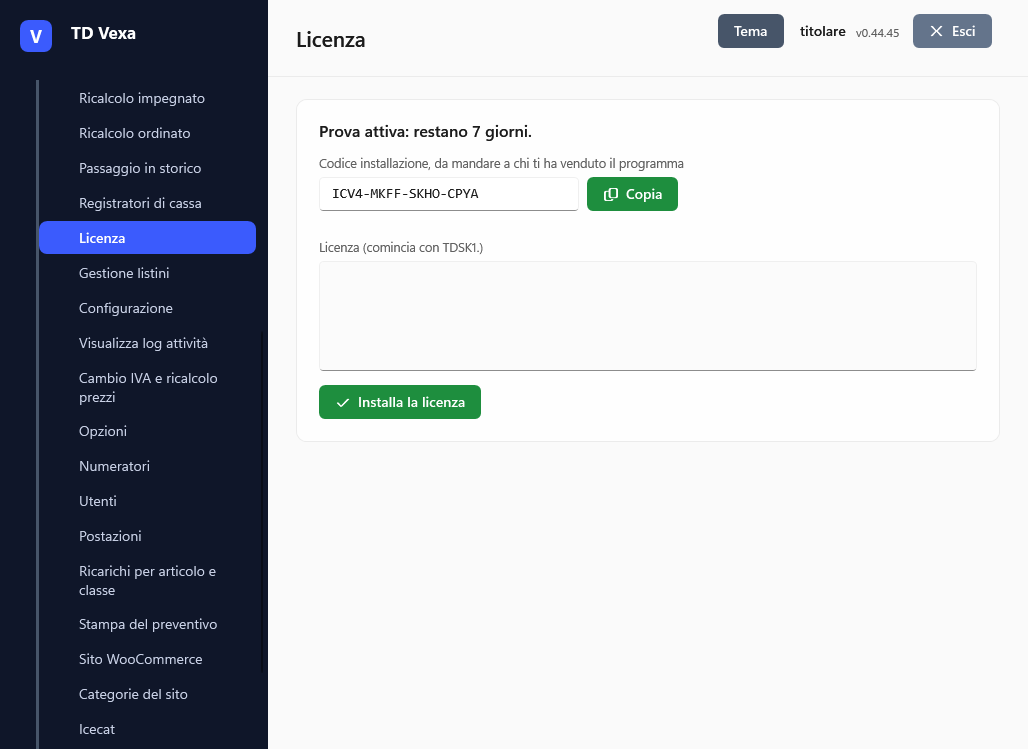 V
TD Vexa
Ricalcolo impegnato
Ricalcolo ordinato
Passaggio in storico
Registratori di cassa
Licenza
Gestione listini
Configurazione
Visualizza log attività
Cambio IVA e ricalcolo
prezzi
Opzioni
Numeratori
Utenti
Postazioni
Ricarichi per articolo e
classe
Stampa del preventivo
Sito WooCommerce
Categorie del sito
Icecat
Licenza
Tema
titolare
v0.44.45
Esci
Prova attiva: restano 7 giorni.
Codice installazione, da mandare a chi ti ha venduto il programma
ICV4-MKFF-SKHO-CPYA
Copia
Licenza (comincia con TDSK1.)
Installa la licenza